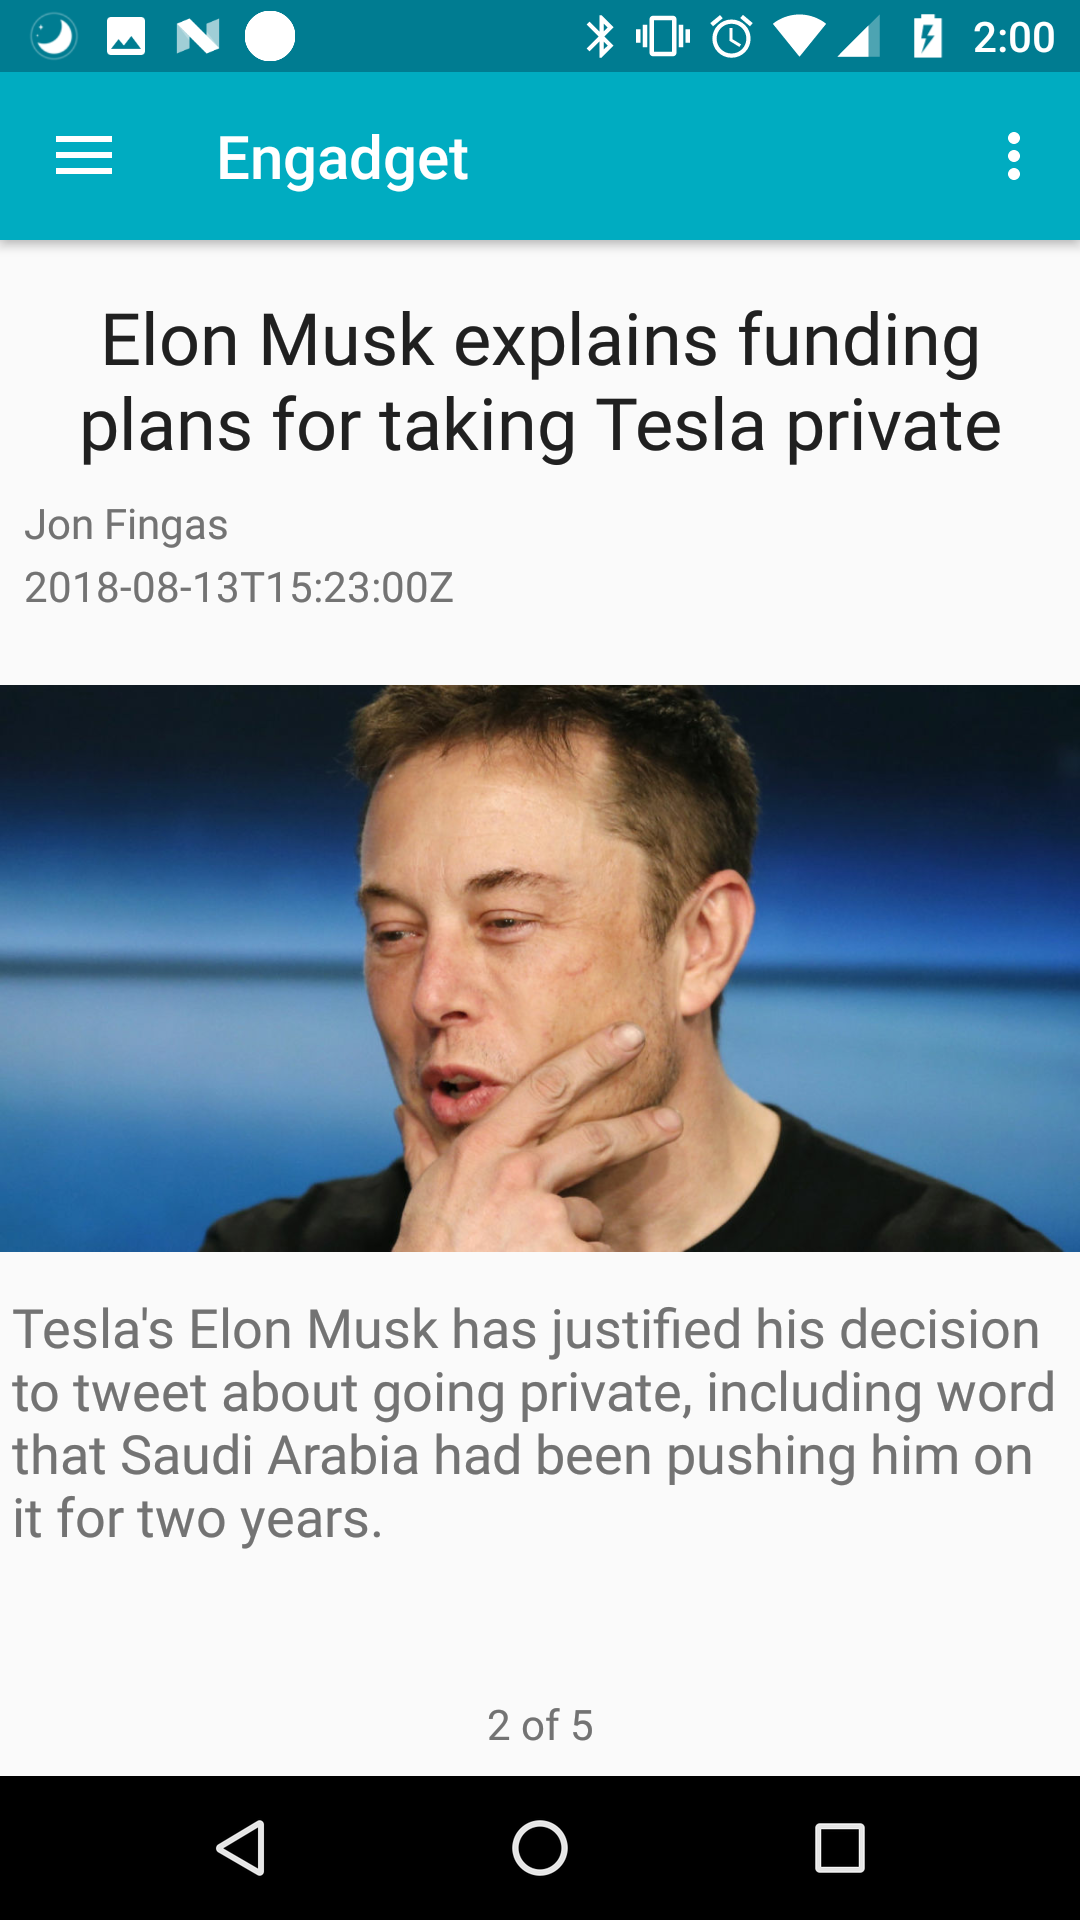 2:00
Engadget
Elon Musk explains funding
plans for taking Tesla private
Jon Fingas
2018-08-13T15:23:00Z
Tesla's Elon Musk has justified his decision
to tweet about going private, including word
that Saudi Arabia had been pushing him on
it for two years.
2 of 5